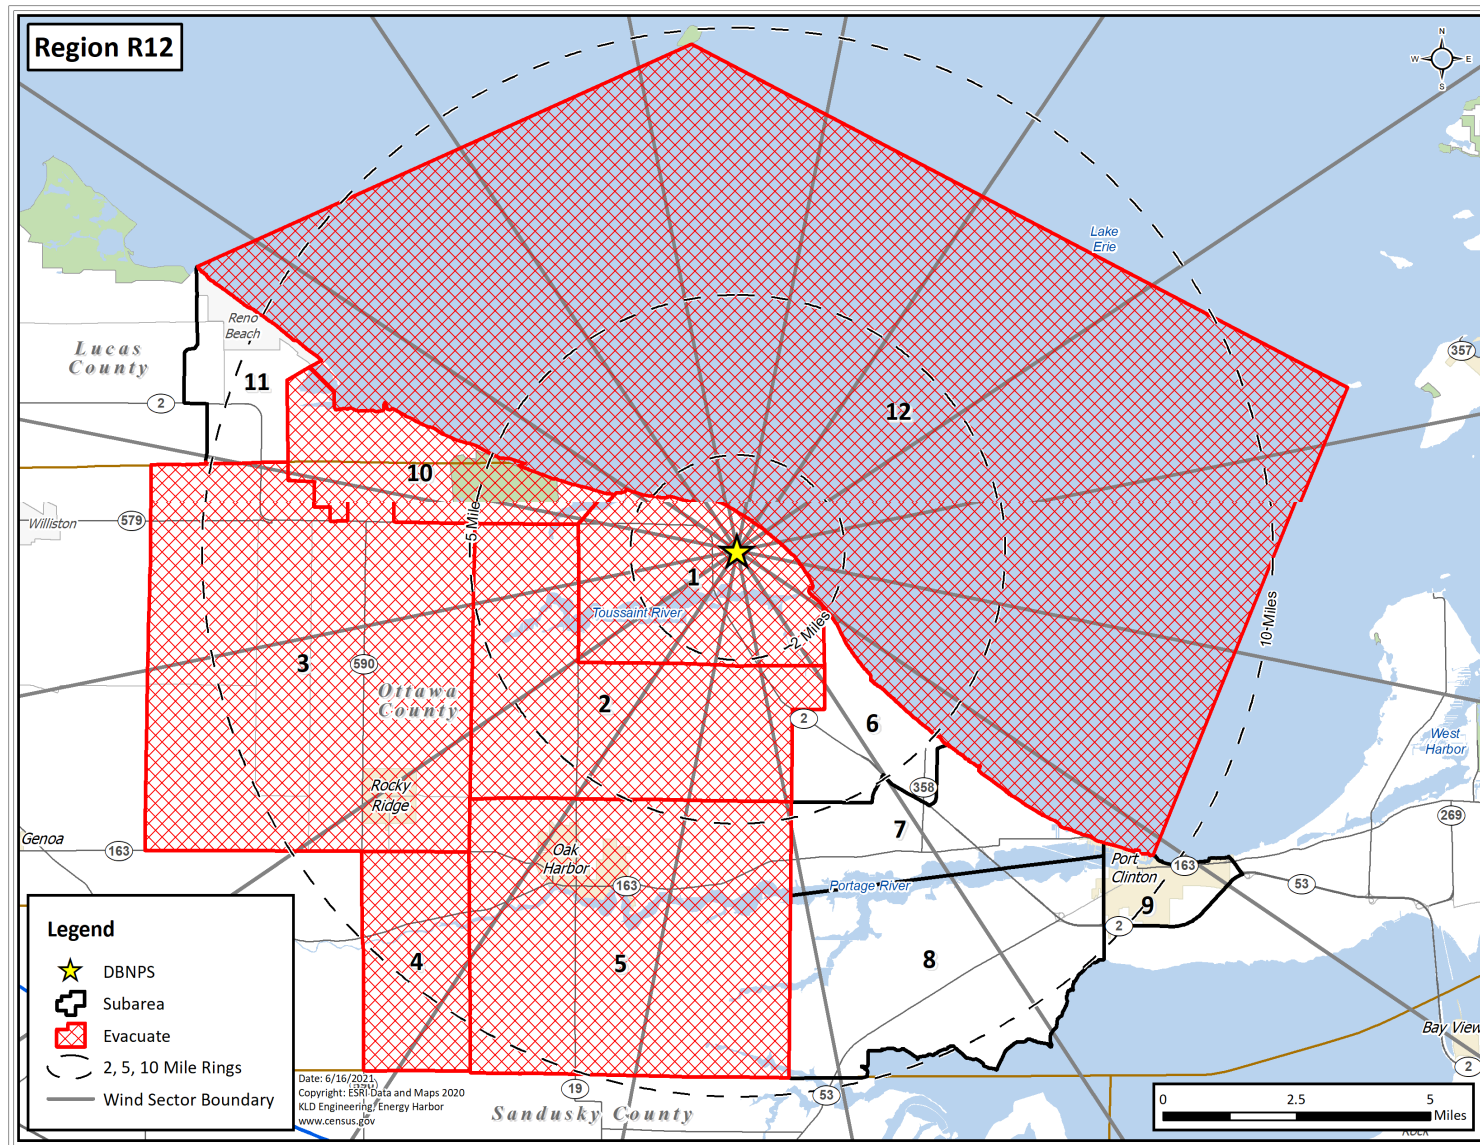 Region R12
N
W
E
S
Lake
Erie
357
Reno
Beach
Lucas
County
11
2
12
10
Williston
579
5 Mile
1
Toussaint River
2 Miles
10 Miles
3
590
Ottawa
County
2
2
6
West
Harbor
Rocky
Ridge
358
7
269
Genoa
163
Oak
Harbor
163
Port
Clinton
163
53
Portage River
9
2
4
5
8
Bay View
2
19
53
Sandusky County
Legend
DBNPS
Subarea
Evacuate
2, 5, 10 Mile Rings
Wind Sector Boundary
Date: 6/16/2021
Copyright: ESRI Data and Maps 2020
KLD Engineering, Energy Harbor
www.census.gov
0
2.5
5
Miles